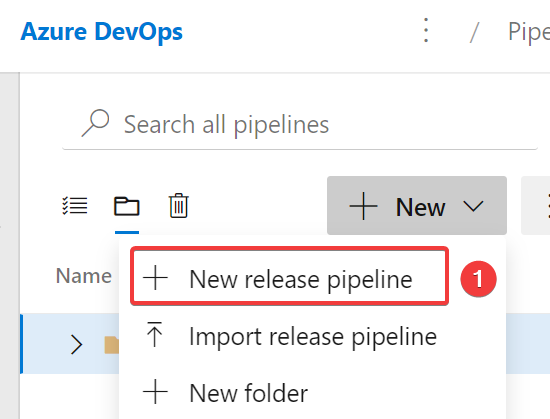 Azure DevOps
/ Pipe
Search all pipelines
+ New
Name
+ New release pipeline 1
Import release pipeline
+ New folder